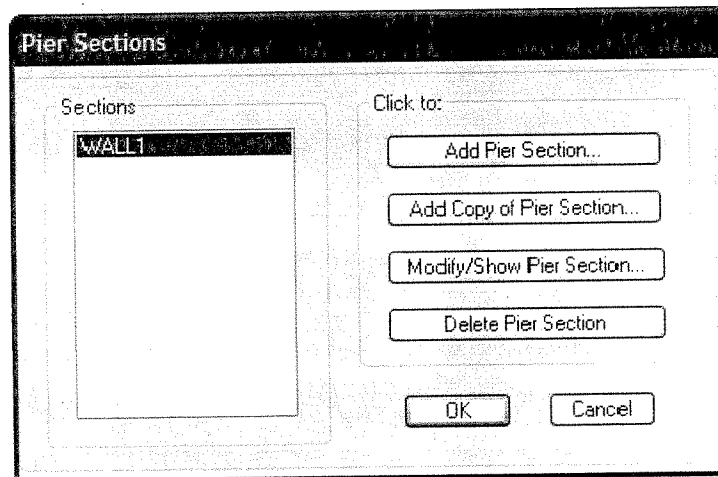 Pier Sections
Sections
WALL1
Click to:
Add Pier Section...
Add Copy of Pier Section...
Modify/Show Pier Section...
Delete Pier Section
OK
Cancel